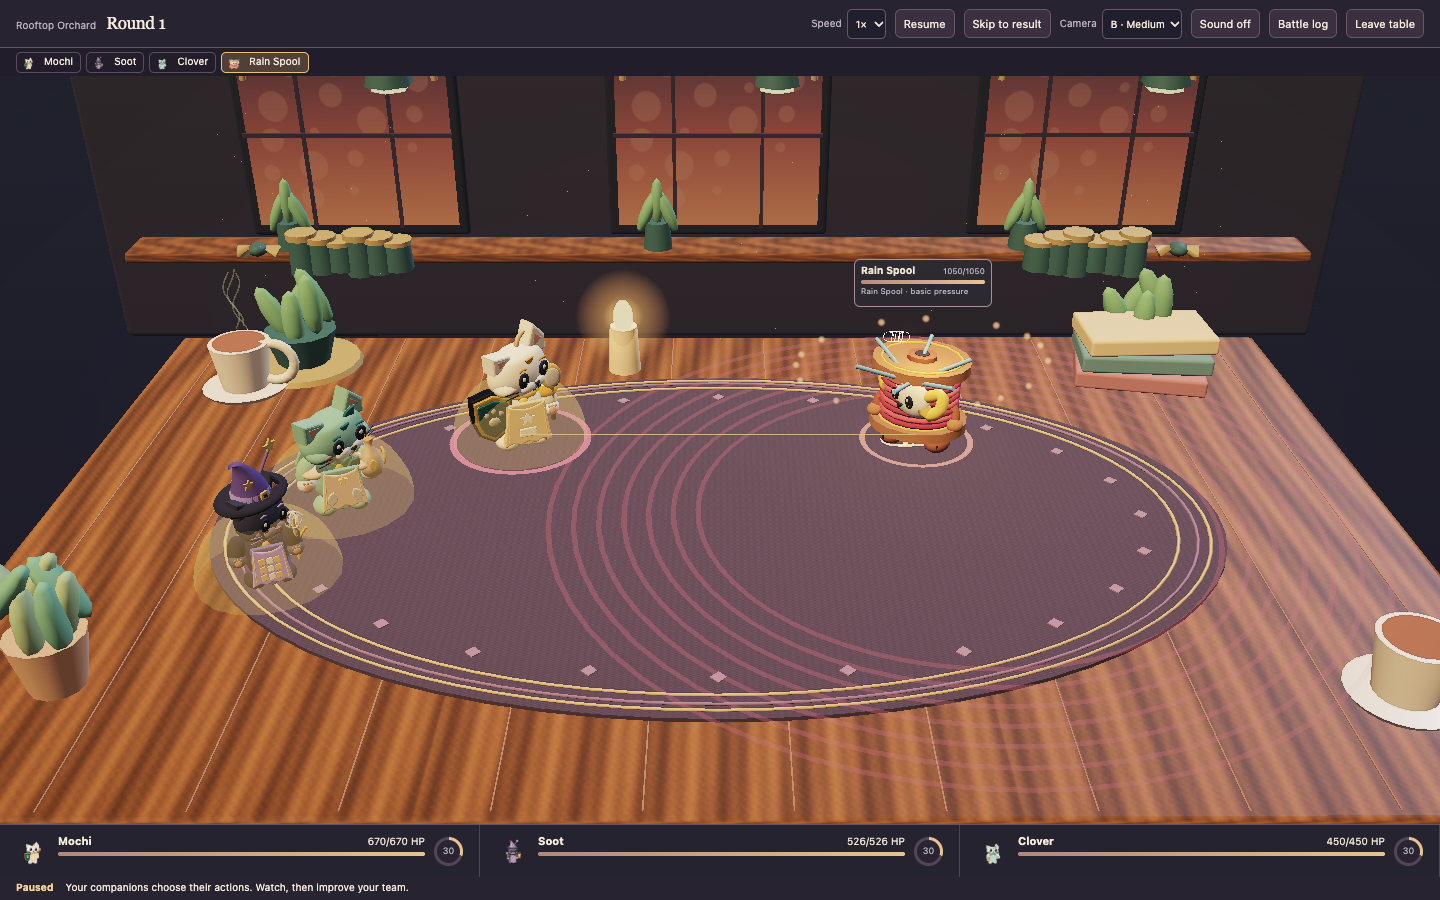 Rooftop Orchard Round 1 Speed 1x Resume Skip to result Camera B · Medium Sound off Battle log Leave table
Mochi Soot Clover Rain Spool
Rain Spool 1050/1050
Rain Spool · basic pressure
Mochi 670/670 HP 30
Soot 526/526 HP 30
Clover 450/450 HP 30
Paused Your companions choose their actions. Watch, then improve your team.